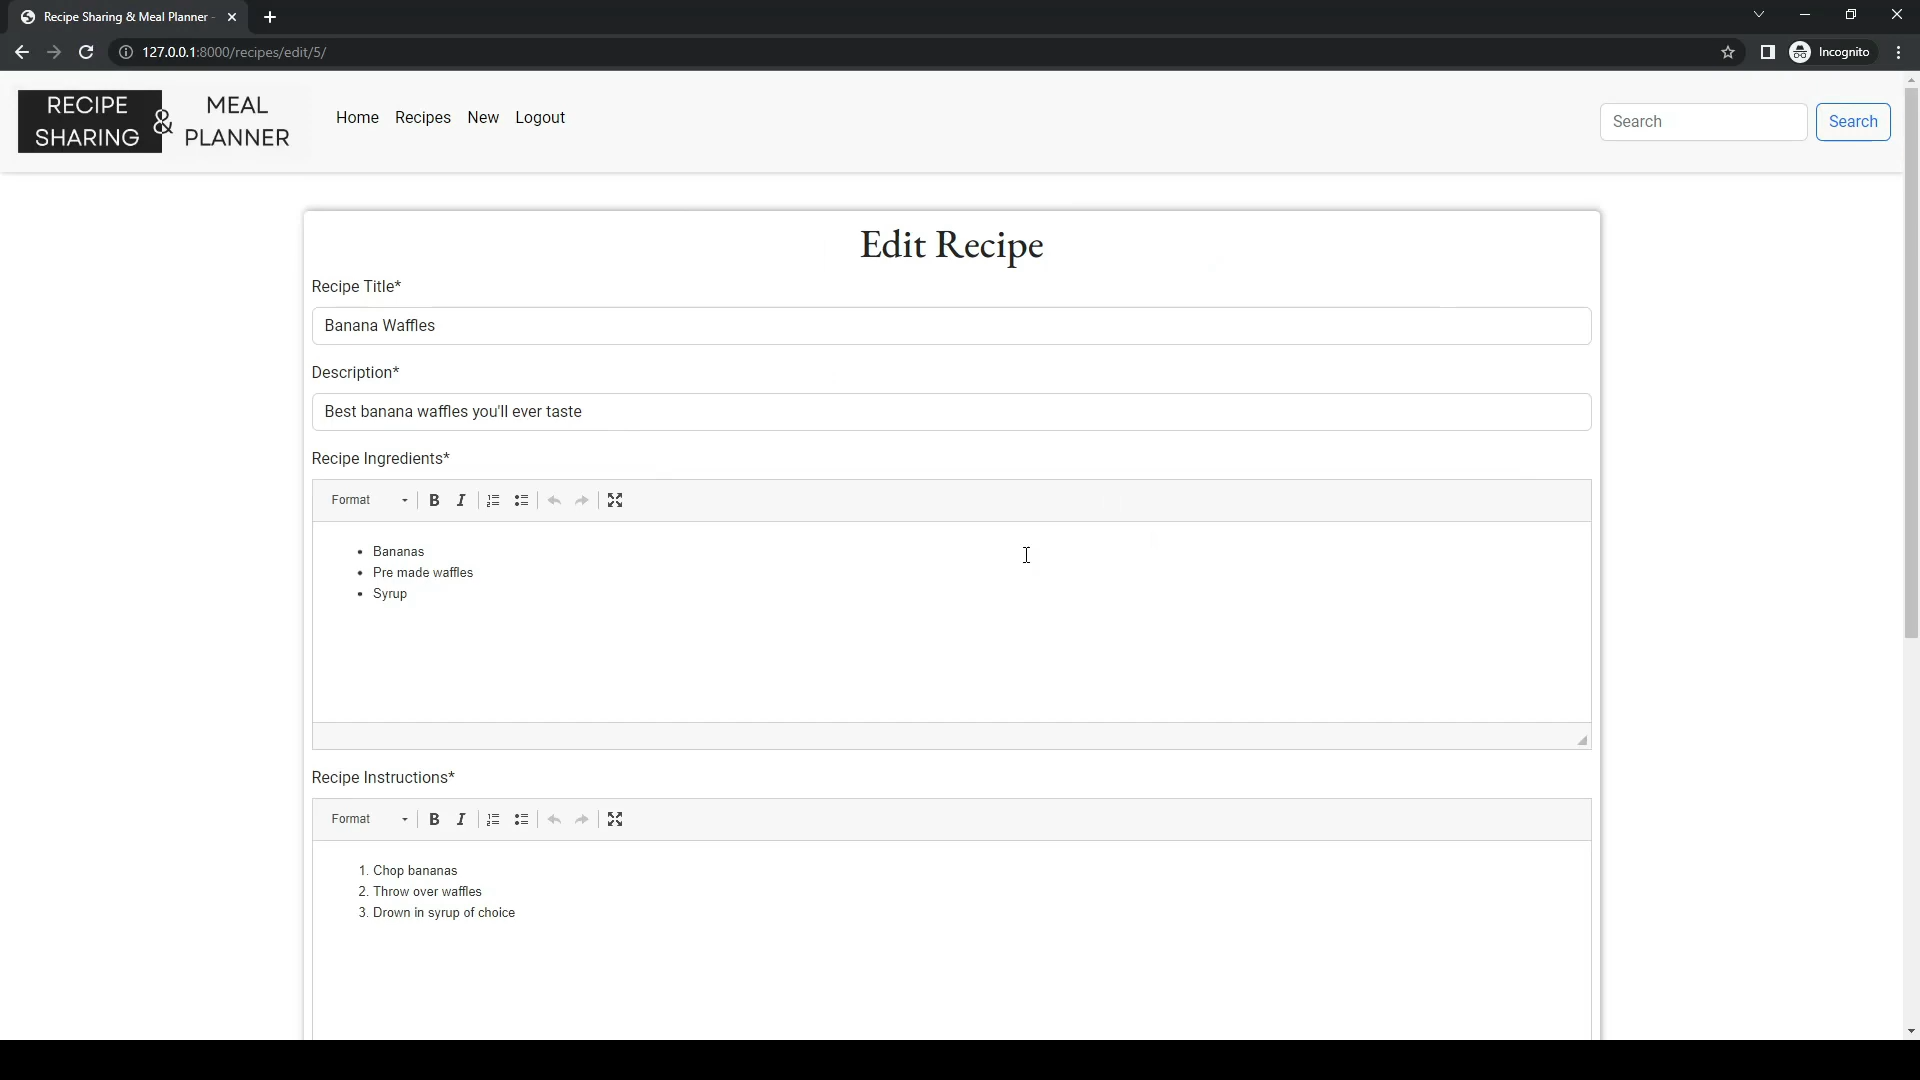 Recipe Sharing & Meal Planner -
127.0.0.1:8000/recipes/edit/5/
Incognito
RECIPE SHARING & MEAL PLANNER
Home Recipes New Logout
Search Search
Edit Recipe
Recipe Title*
Banana Waffles
Description*
Best banana waffles you'll ever taste
Recipe Ingredients*
Format B I
• Bananas
• Pre made waffles
• Syrup
Recipe Instructions*
Format B I
1. Chop bananas
2. Throw over waffles
3. Drown in syrup of choice